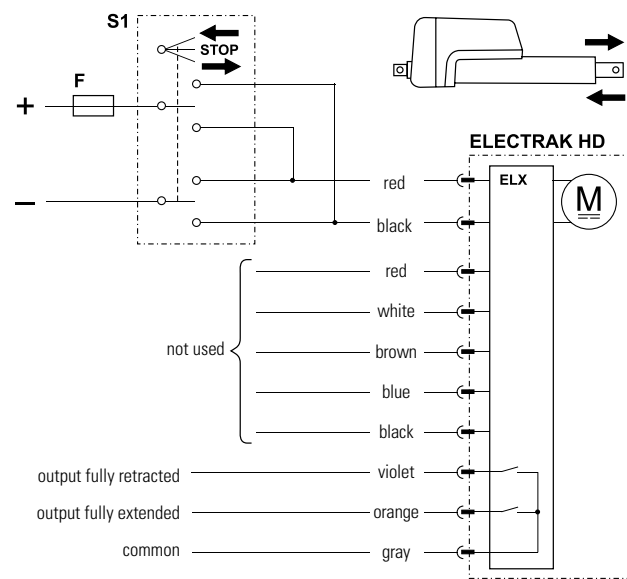 S1
STOP
F
+
–
ELECTRAK HD
ELX
M
red
black
red
white
not used
brown
blue
black
output fully retracted
violet
output fully extended
orange
common
gray